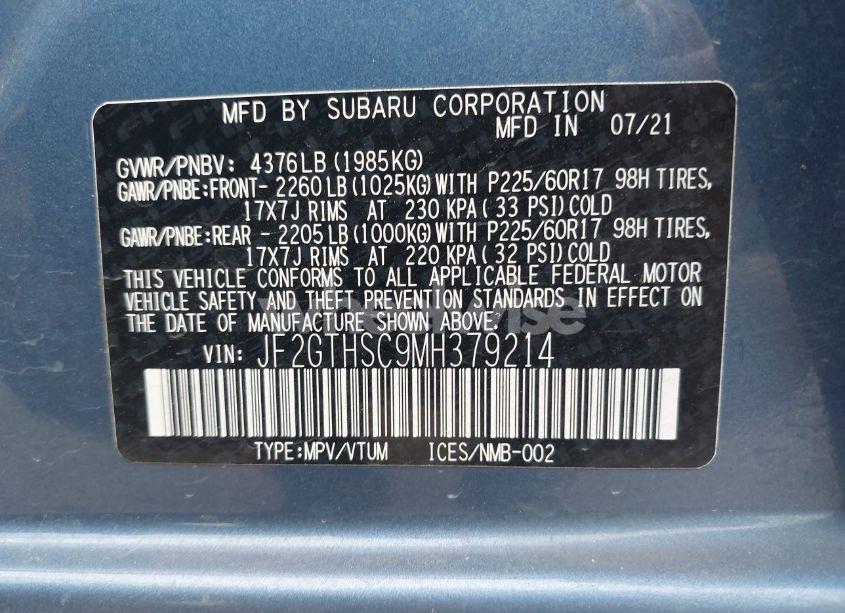 MFD BY SUBARU CORPORATION
MFD IN 07/21
GVWR/PNBV: 4376LB (1985KG)
GAWR/PNBE:FRONT- 2260LB (1025KG) WITH P225/60R17 98H TIRES,
17X7J RIMS AT 230 KPA( 33 PSI) COLD
GAWR/PNBE:REAR - 2205LB (1000KG) WITH P225/60R17 98H TIRES,
17X7J RIMS AT 220 KPA( 32 PSI) COLD
THIS VEHICLE CONFORMS TO ALL APPLICABLE FEDERAL MOTOR
VEHICLE SAFETY AND THEFT PREVENTION STANDARDS IN EFFECT ON
THE DATE OF MANUFACTURE SHOWN ABOVE.
VIN: JF2GTHSC9MH379214
TYPE:MPV/VTUM ICES/NMB-002